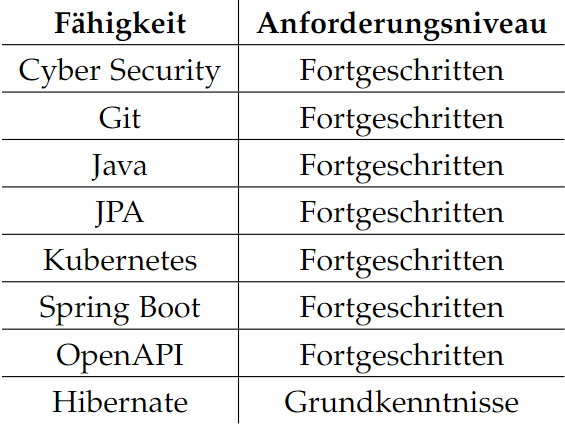 Fähigkeit Anforderungsniveau
Cyber Security Fortgeschritten
Git Fortgeschritten
Java Fortgeschritten
JPA Fortgeschritten
Kubernetes Fortgeschritten
Spring Boot Fortgeschritten
OpenAPI Fortgeschritten
Hibernate Grundkenntnisse